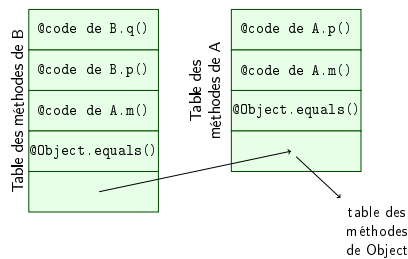 Table des méthodes de B
@code de B.q()
@code de B.p()
@code de A.m()
@Object.equals()
Table des
méthodes de A
@code de A.p()
@code de A.m()
@Object.equals()
table des
méthodes
de Object